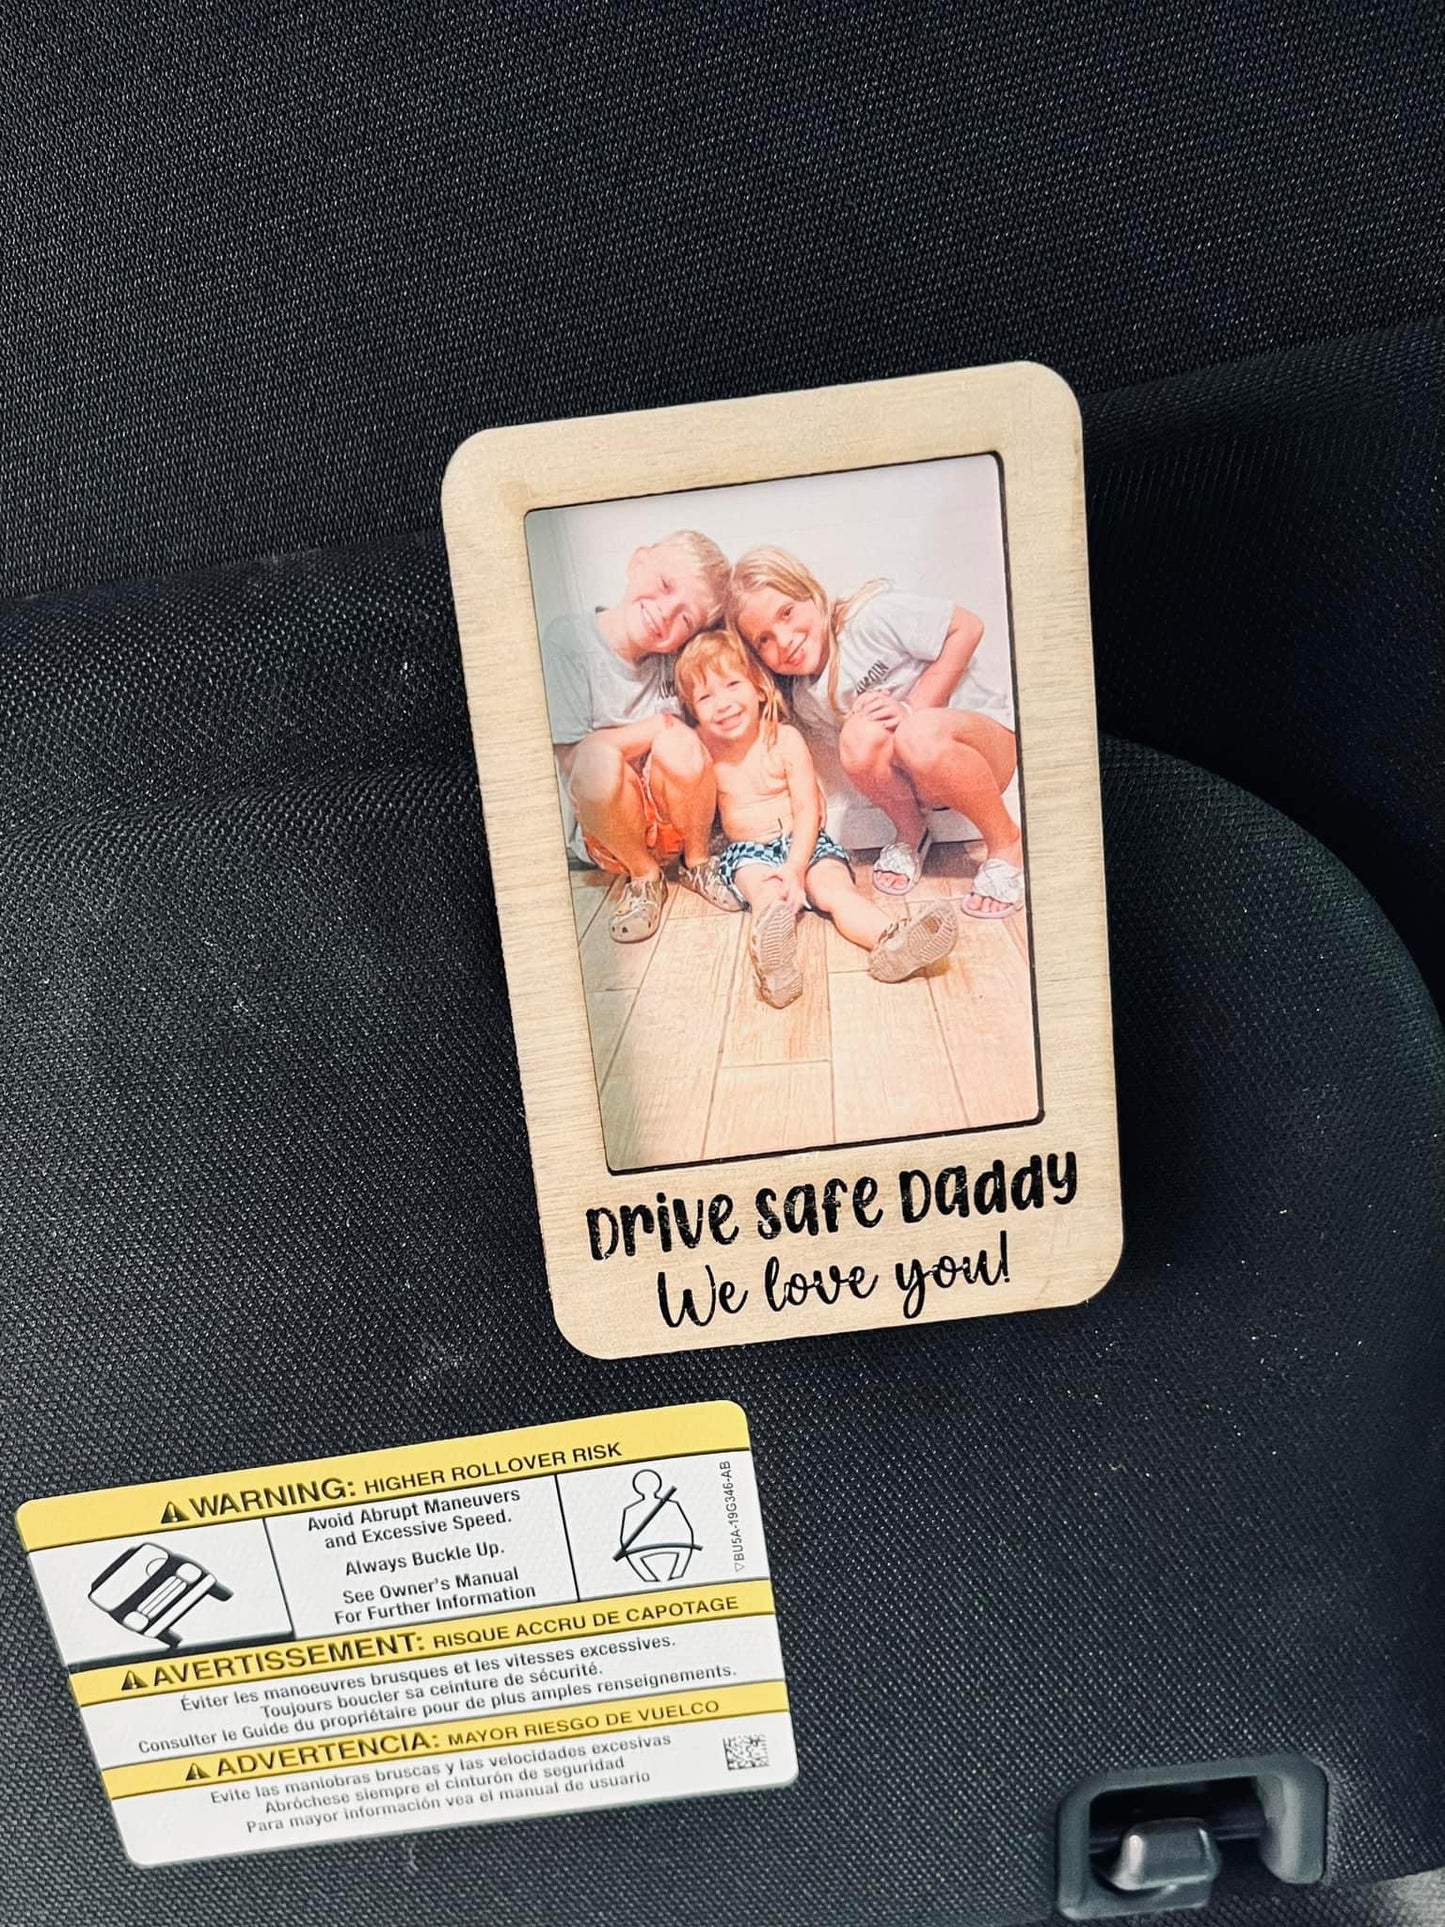 Drive safe Daddy
We love you!
WARNING: HIGHER ROLLOVER RISK
Avoid Abrupt Maneuvers
and Excessive Speed.
Always Buckle Up.
See Owner's Manual
For Further Information
BU5A-19G346-AB
AVERTISSEMENT: RISQUE ACCRU DE CAPOTAGE
Éviter les manoeuvres brusques et les vitesses excessives.
Toujours boucler sa ceinture de sécurité.
Consulter le Guide du propriétaire pour de plus amples renseignements.
ADVERTENCIA: MAYOR RIESGO DE VUELCO
Evite las maniobras bruscas y las velocidades excesivas
Abróchese siempre el cinturón de seguridad
Para mayor información vea el manual de usuario